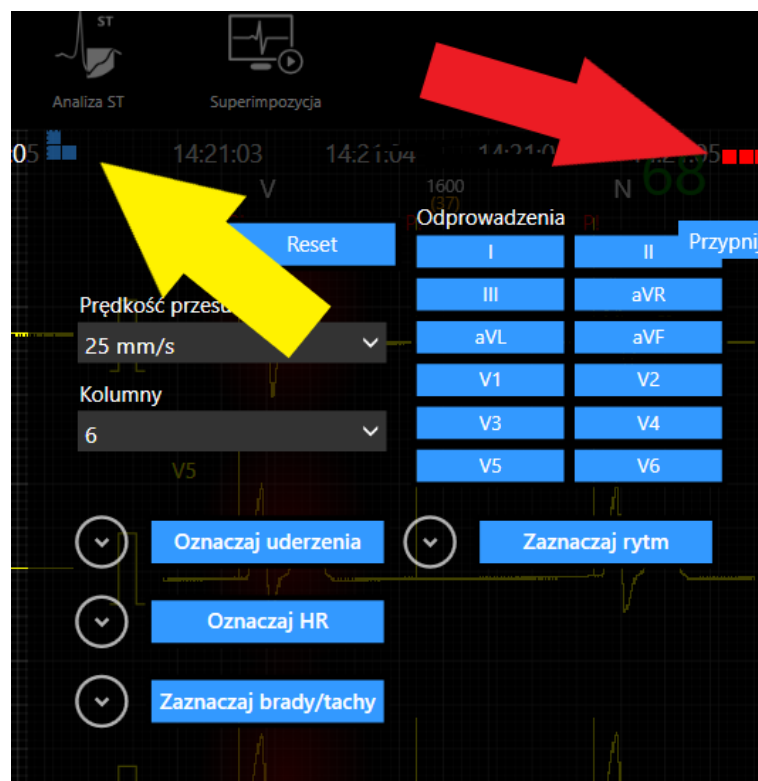 ST
Analiza ST
Superimpozycja
05
14:21:03
14:21:04
V
1600
(37)
N
68
Reset
Odprowadzenia
Przypnij
I
II
III
aVR
aVL
aVF
V1
V2
V3
V4
V5
V6
Prędkość
25 mm/s
Kolumny
6
V5
Oznaczaj uderzenia
Zaznaczaj rytm
Oznaczaj HR
Zaznaczaj brady/tachy